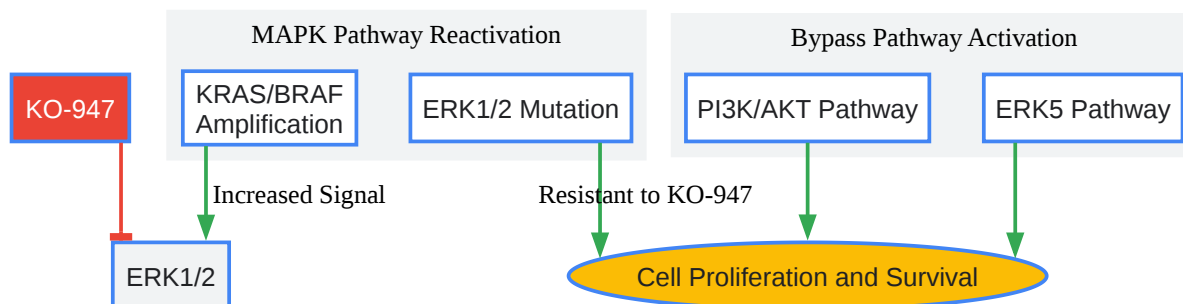 MAPK Pathway Reactivation
Bypass Pathway Activation
KO-947
KRAS/BRAF
Amplification
ERK1/2 Mutation
PI3K/AKT Pathway
ERK5 Pathway
Increased Signal
Resistant to KO-947
ERK1/2
Cell Proliferation and Survival